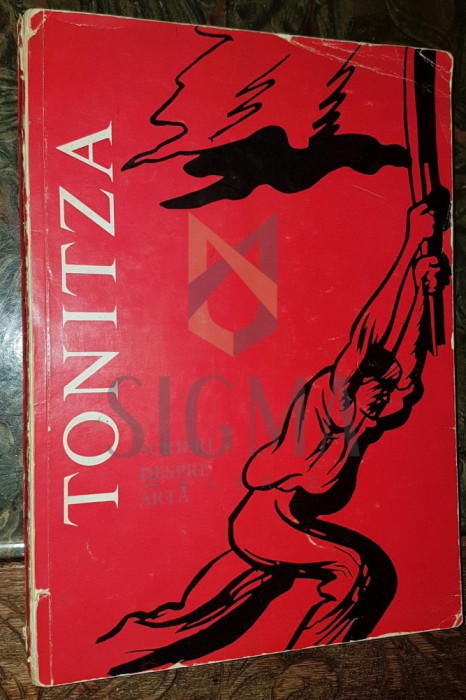 TONITZA
SCRIERI
DESPRE
ARTĂ
SIGMA